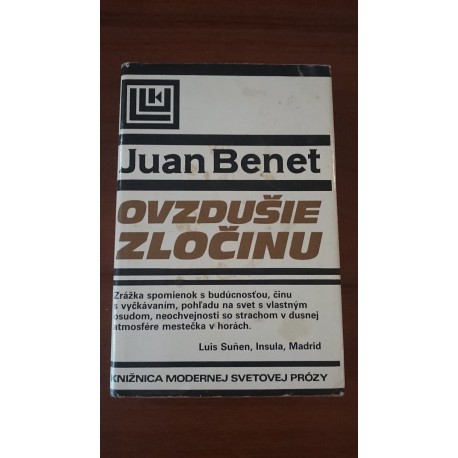 Juan Benet
OVZDUŠIE
ZLOČINU
Zrážka spomienok s budúcnosťou, činu
s vyčkávaním, pohľadu na svet s vlastným
osudom, neochvejnosti so strachom v dusnej
atmosfére mestečka v horách.
Luis Suñen, Insula, Madrid
KNIŽNICA MODERNEJ SVETOVEJ PRÓZY